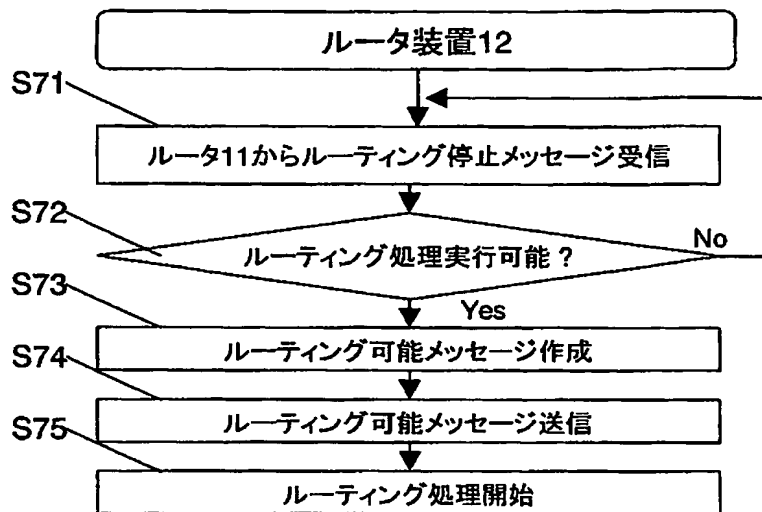 ルータ装置12
S71
ルータ11からルーティング停止メッセージ受信
S72
ルーティング処理実行可能？
No
Yes
S73
ルーティング可能メッセージ作成
S74
ルーティング可能メッセージ送信
S75
ルーティング処理開始